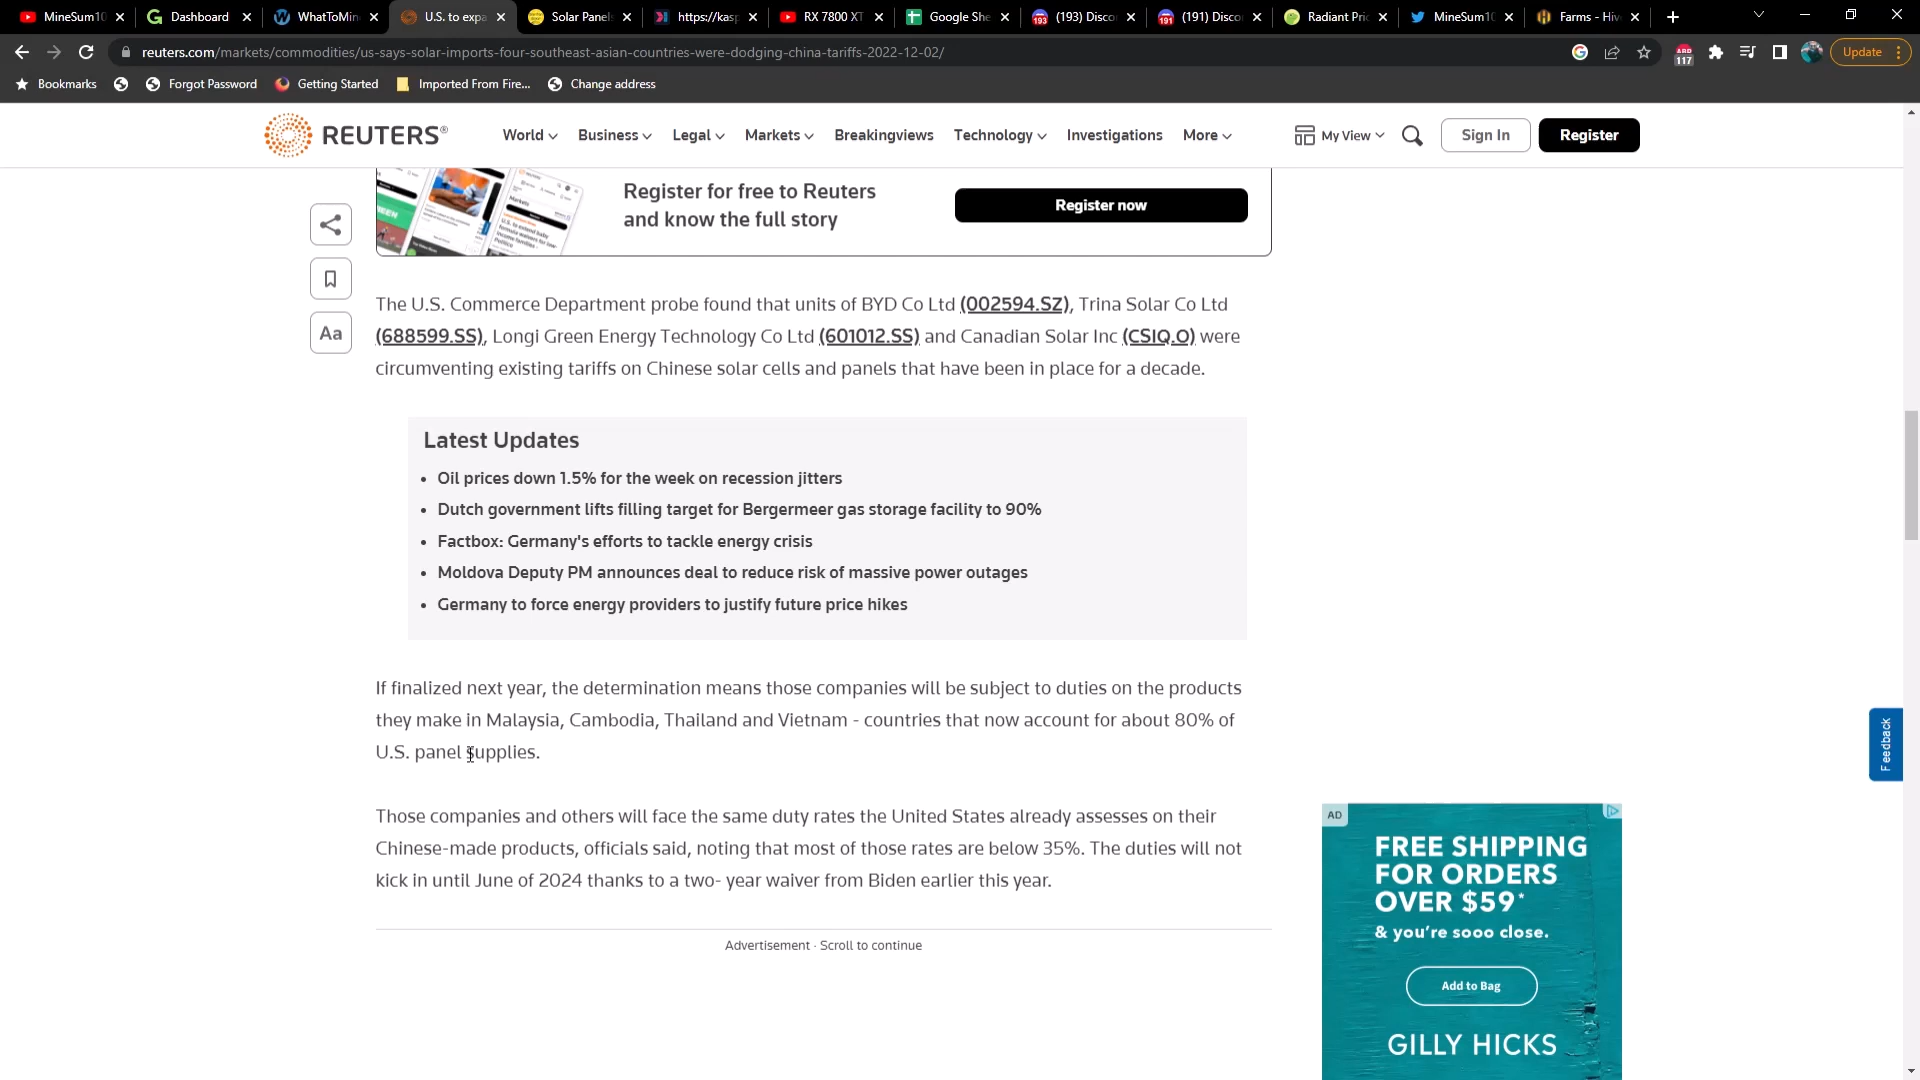 MineSum10
Dashboard
WhatToMin
U.S. to expa
Solar Panel
https://kasp
RX 7800 XT
Google She
(193) Discor
(191) Discor
Radiant Pric
MineSum10
Farms - Hiv
reuters.com/markets/commodities/us-says-solar-imports-four-southeast-asian-countries-were-dodging-china-tariffs-2022-12-02/
117
Update
Bookmarks
Forgot Password
Getting Started
Imported From Fire...
Change address
REUTERS®
World
Business
Legal
Markets
Breakingviews
Technology
Investigations
More
My View
Sign In
Register
Register for free to Reuters
and know the full story
Register now
Aa
The U.S. Commerce Department probe found that units of BYD Co Ltd (002594.SZ), Trina Solar Co Ltd
(688599.SS), Longi Green Energy Technology Co Ltd (601012.SS) and Canadian Solar Inc (CSIQ.O) were
circumventing existing tariffs on Chinese solar cells and panels that have been in place for a decade.
Latest Updates
• Oil prices down 1.5% for the week on recession jitters
• Dutch government lifts filling target for Bergermeer gas storage facility to 90%
• Factbox: Germany's efforts to tackle energy crisis
• Moldova Deputy PM announces deal to reduce risk of massive power outages
• Germany to force energy providers to justify future price hikes
If finalized next year, the determination means those companies will be subject to duties on the products
they make in Malaysia, Cambodia, Thailand and Vietnam - countries that now account for about 80% of
U.S. panel supplies.
Those companies and others will face the same duty rates the United States already assesses on their
Chinese-made products, officials said, noting that most of those rates are below 35%. The duties will not
kick in until June of 2024 thanks to a two- year waiver from Biden earlier this year.
Advertisement · Scroll to continue
Feedback
AD
FREE SHIPPING
FOR ORDERS
OVER $59*
& you're sooo close.
Add to Bag
GILLY HICKS